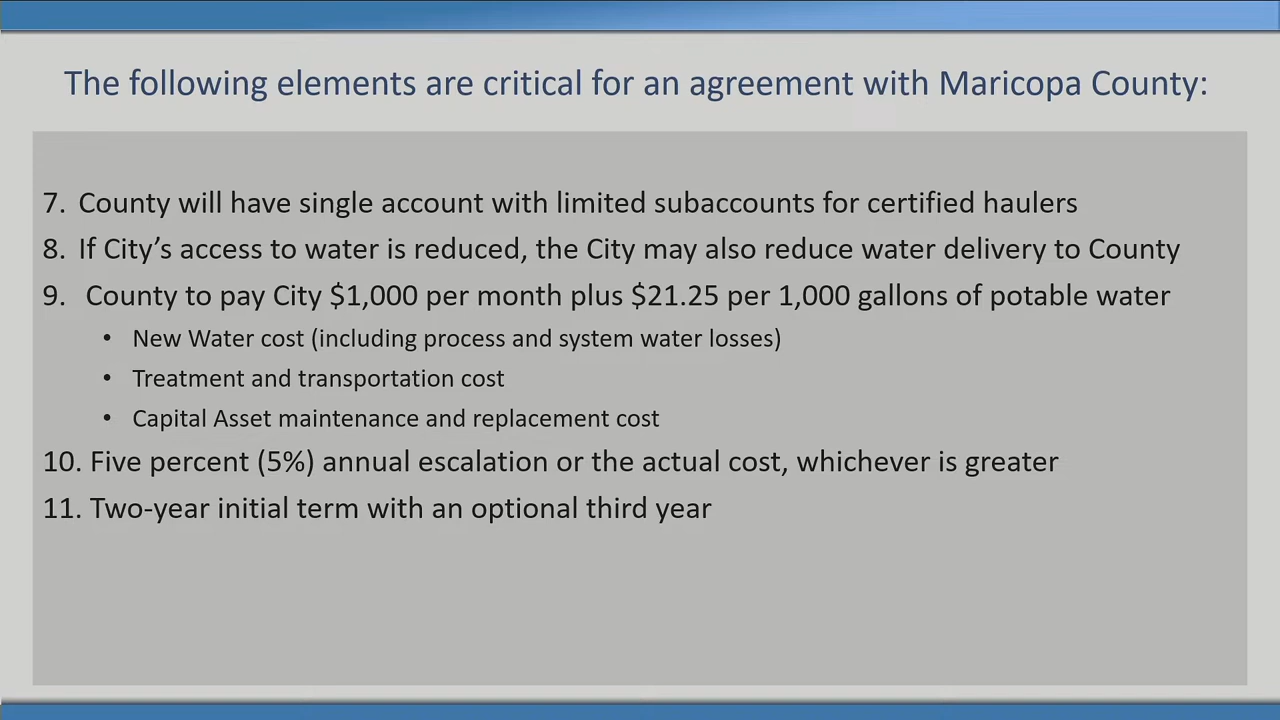 The following elements are critical for an agreement with Maricopa County:
7. County will have single account with limited subaccounts for certified haulers
8. If City’s access to water is reduced, the City may also reduce water delivery to County
9. County to pay City $1,000 per month plus $21.25 per 1,000 gallons of potable water
• New Water cost (including process and system water losses)
• Treatment and transportation cost
• Capital Asset maintenance and replacement cost
10. Five percent (5%) annual escalation or the actual cost, whichever is greater
11. Two-year initial term with an optional third year